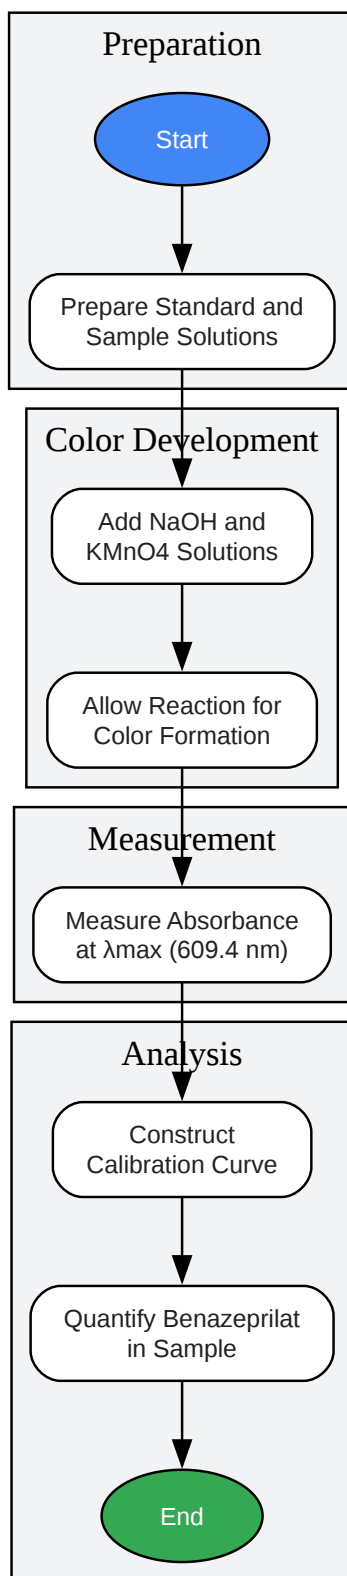 Preparation
Start
Prepare Standard and
Sample Solutions
Color Development
Add NaOH and
KMnO4 Solutions
Allow Reaction for
Color Formation
Measurement
Measure Absorbance
at λmax (609.4 nm)
Analysis
Construct
Calibration Curve
Quantify Benazeprilat
in Sample
End